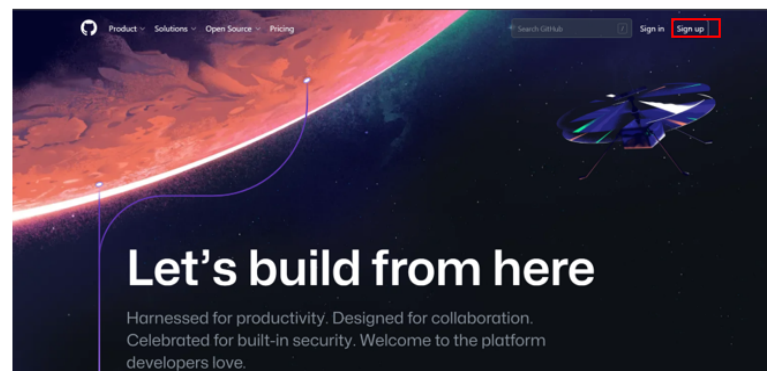 Product Solutions Open Source Pricing Search GitHub / Sign in Sign up
Let's build from here
Harnessed for productivity. Designed for collaboration.
Celebrated for built-in security. Welcome to the platform
developers love.